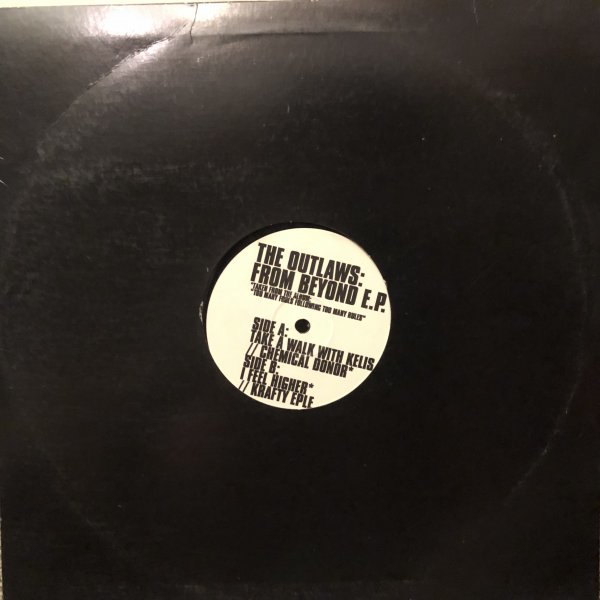 THE OUTLAWS:
FROM BEYOND E.P.
*TAKEN FROM THE ALBUM:
"TOO MANY FOOLS FOLLOWING TOO MANY RULES"
SIDE A:
TAKE A WALK WITH KELIS
// CHEMICAL DONOR*
SIDE B:
I FEEL HIGHER*
// KRAFTY EPLE